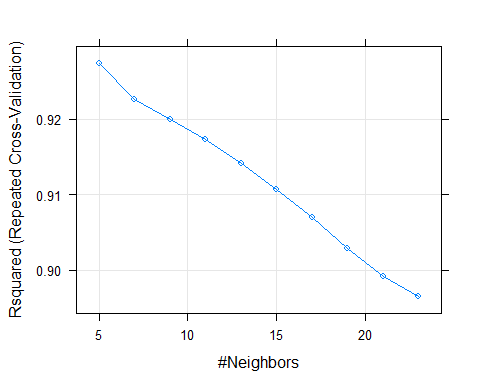 Rsquared (Repeated Cross-Validation)
0.92
0.91
0.90
5 10 15 20
#Neighbors